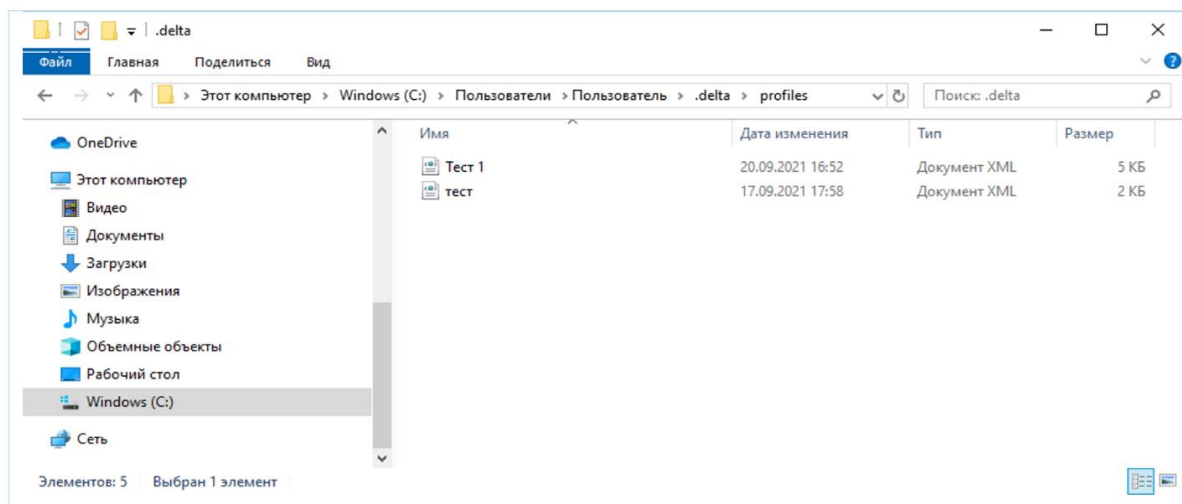 .delta
Файл Главная Поделиться Вид
Этот компьютер > Windows (C:) > Пользователи > Пользователь > .delta > profiles Поиск: .delta
Имя Дата изменения Тип Размер
OneDrive
Тест 1 20.09.2021 16:52 Документ XML 5 КБ
Этот компьютер
тест 17.09.2021 17:58 Документ XML 2 КБ
Видео
Документы
Загрузки
Изображения
Музыка
Объемные объекты
Рабочий стол
Windows (C:)
Сеть
Элементов: 5 Выбран 1 элемент